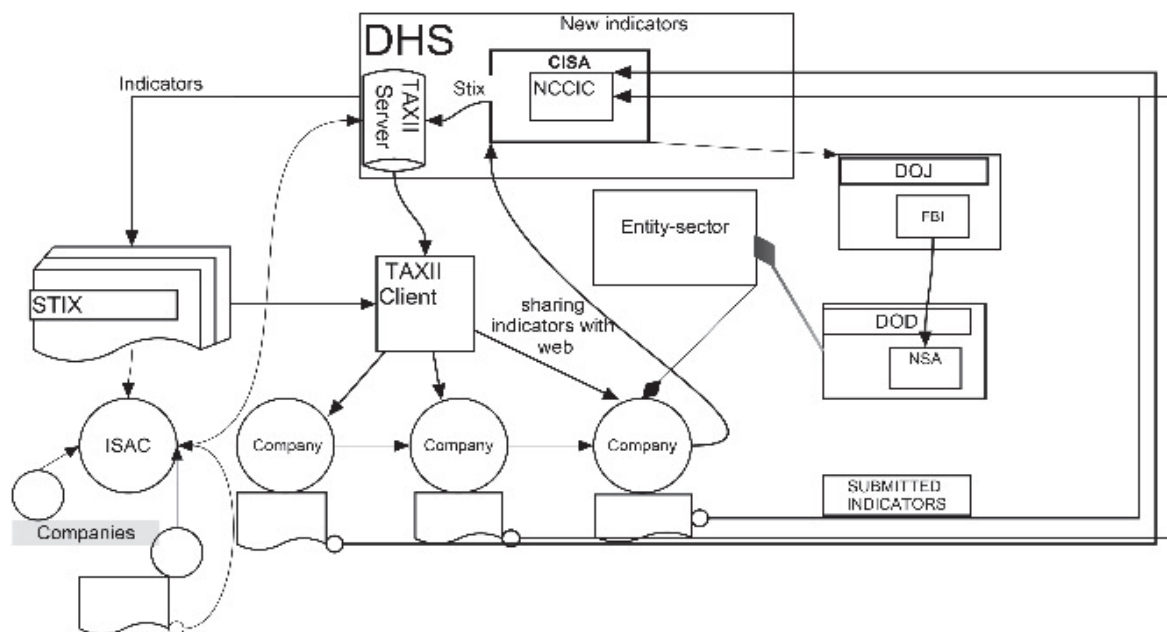 New indicators
DHS
CISA
NCCIC
Indicators
TAXII
Server
Stix
DOJ
FBI
Entity-sector
TAXII
Client
STIX
sharing
indicators with
web
DOD
NSA
ISAC
Company
Company
Company
SUBMITTED
INDICATORS
Companies